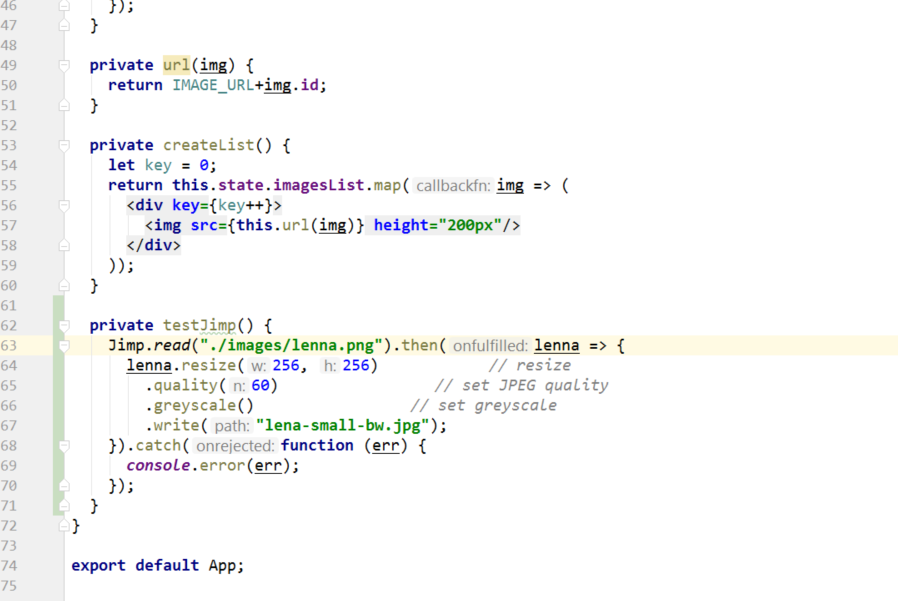 46 });
47 }
48
49 private url(img) {
50 return IMAGE_URL+img.id;
51 }
52
53 private createList() {
54 let key = 0;
55 return this.state.imagesList.map( callbackfn: img => (
56 <div key={key++}>
57 <img src={this.url(img)} height="200px"/>
58 </div>
59 ));
60 }
61
62 private testJimp() {
63 Jimp.read("./images/lenna.png").then( onfulfilled: lenna => {
64 lenna.resize( w: 256, h: 256) // resize
65 .quality( n: 60) // set JPEG quality
66 .greyscale() // set greyscale
67 .write( path: "lena-small-bw.jpg");
68 }).catch( onrejected: function (err) {
69 console.error(err);
70 });
71 }
72 }
73
74 export default App;
75